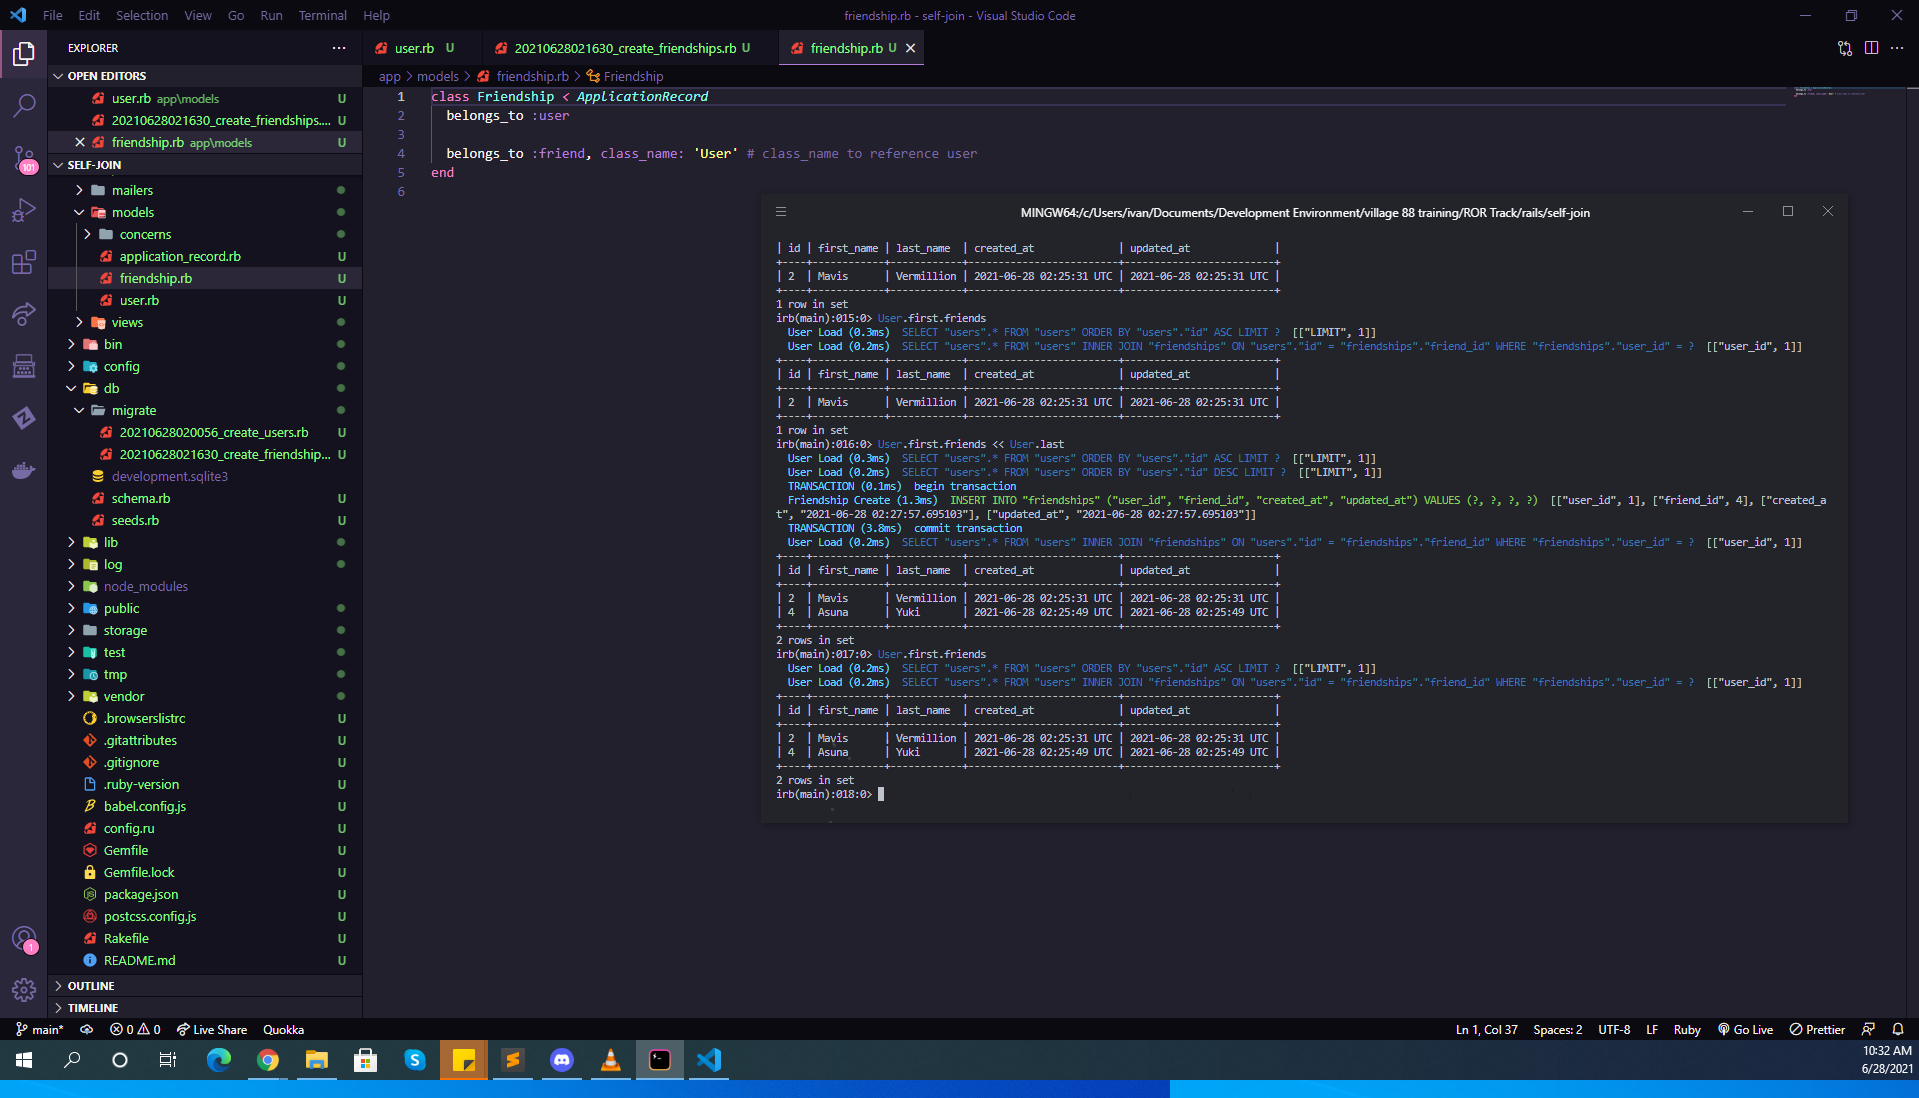 File Edit Selection View Go Run Terminal Help
friendship.rb - self-join - Visual Studio Code
EXPLORER
OPEN EDITORS
user.rb app\models U
20210628021630_create_friendships.... U
friendship.rb app\models U
SELF-JOIN
mailers
models
concerns
application_record.rb U
friendship.rb U
user.rb U
views
bin
config
db
migrate
20210628020056_create_users.rb U
20210628021630_create_friendship... U
development.sqlite3
schema.rb U
seeds.rb U
lib
log
node_modules
public
storage
test
tmp
vendor
.browserslistrc U
.gitattributes U
.gitignore U
.ruby-version U
babel.config.js U
config.ru U
Gemfile U
Gemfile.lock U
package.json U
postcss.config.js U
Rakefile U
README.md U
OUTLINE
TIMELINE
101
1
user.rb U
20210628021630_create_friendships.rb U
friendship.rb U
app > models > friendship.rb > Friendship
1 class Friendship < ApplicationRecord
2 belongs_to :user
3
4 belongs_to :friend, class_name: 'User' # class_name to reference user
5 end
6
MINGW64:/c/Users/ivan/Documents/Development Environment/village 88 training/ROR Track/rails/self-join
| id | first_name | last_name  | created_at              | updated_at              |
+----+------------+------------+-------------------------+-------------------------+
| 2  | Mavis      | Vermillion | 2021-06-28 02:25:31 UTC | 2021-06-28 02:25:31 UTC |
+----+------------+------------+-------------------------+-------------------------+
1 row in set
irb(main):015:0> User.first.friends
User Load (0.3ms)  SELECT "users".* FROM "users" ORDER BY "users"."id" ASC LIMIT ?  [["LIMIT", 1]]
User Load (0.2ms)  SELECT "users".* FROM "users" INNER JOIN "friendships" ON "users"."id" = "friendships"."friend_id" WHERE "friendships"."user_id" = ?  [["user_id", 1]]
+----+------------+------------+-------------------------+-------------------------+
| id | first_name | last_name  | created_at              | updated_at              |
+----+------------+------------+-------------------------+-------------------------+
| 2  | Mavis      | Vermillion | 2021-06-28 02:25:31 UTC | 2021-06-28 02:25:31 UTC |
+----+------------+------------+-------------------------+-------------------------+
1 row in set
irb(main):016:0> User.first.friends << User.last
User Load (0.3ms)  SELECT "users".* FROM "users" ORDER BY "users"."id" ASC LIMIT ?  [["LIMIT", 1]]
User Load (0.2ms)  SELECT "users".* FROM "users" ORDER BY "users"."id" DESC LIMIT ?  [["LIMIT", 1]]
TRANSACTION (0.1ms)  begin transaction
Friendship Create (1.3ms)  INSERT INTO "friendships" ("user_id", "friend_id", "created_at", "updated_at") VALUES (?, ?, ?, ?)  [["user_id", 1], ["friend_id", 4], ["created_a
t", "2021-06-28 02:27:57.695103"], ["updated_at", "2021-06-28 02:27:57.695103"]]
TRANSACTION (3.8ms)  commit transaction
User Load (0.2ms)  SELECT "users".* FROM "users" INNER JOIN "friendships" ON "users"."id" = "friendships"."friend_id" WHERE "friendships"."user_id" = ?  [["user_id", 1]]
+----+------------+------------+-------------------------+-------------------------+
| id | first_name | last_name  | created_at              | updated_at              |
+----+------------+------------+-------------------------+-------------------------+
| 2  | Mavis      | Vermillion | 2021-06-28 02:25:31 UTC | 2021-06-28 02:25:31 UTC |
| 4  | Asuna      | Yuki       | 2021-06-28 02:25:49 UTC | 2021-06-28 02:25:49 UTC |
+----+------------+------------+-------------------------+-------------------------+
2 rows in set
irb(main):017:0> User.first.friends
User Load (0.2ms)  SELECT "users".* FROM "users" ORDER BY "users"."id" ASC LIMIT ?  [["LIMIT", 1]]
User Load (0.2ms)  SELECT "users".* FROM "users" INNER JOIN "friendships" ON "users"."id" = "friendships"."friend_id" WHERE "friendships"."user_id" = ?  [["user_id", 1]]
+----+------------+------------+-------------------------+-------------------------+
| id | first_name | last_name  | created_at              | updated_at              |
+----+------------+------------+-------------------------+-------------------------+
| 2  | Mavis      | Vermillion | 2021-06-28 02:25:31 UTC | 2021-06-28 02:25:31 UTC |
| 4  | Asuna      | Yuki       | 2021-06-28 02:25:49 UTC | 2021-06-28 02:25:49 UTC |
+----+------------+------------+-------------------------+-------------------------+
2 rows in set
irb(main):018:0>
main* 0 0 Live Share Quokka
Ln 1, Col 37 Spaces: 2 UTF-8 LF Ruby Go Live Prettier
10:32 AM
6/28/2021